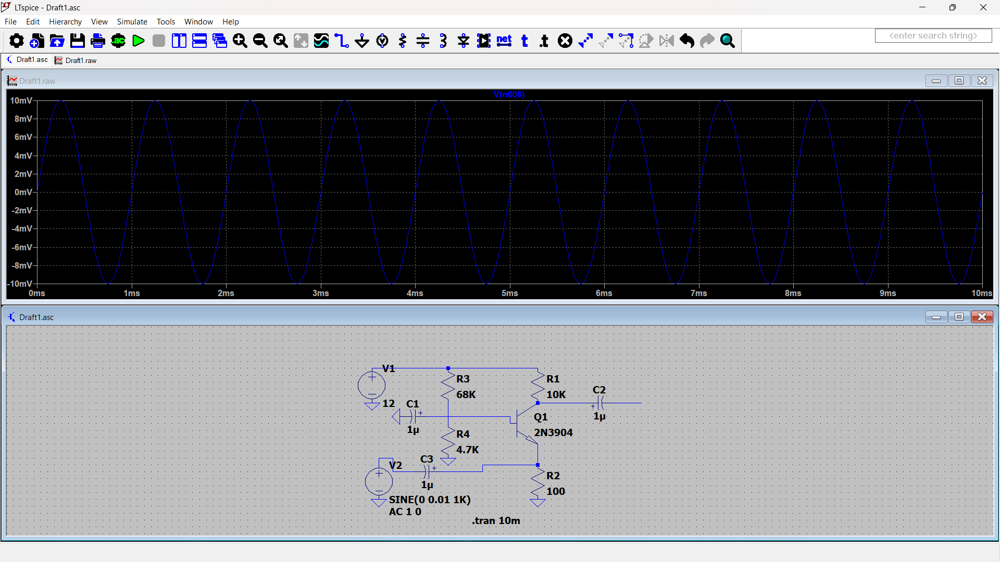 LTspice - Draft1.asc
File Edit Hierarchy View Simulate Tools Window Help
.ac net t .t <enter search string>
Draft1.asc Draft1.raw
Draft1.raw
V(n006)
10mV
8mV
6mV
4mV
2mV
0mV
-2mV
-4mV
-6mV
-8mV
-10mV
0ms 1ms 2ms 3ms 4ms 5ms 6ms 7ms 8ms 9ms 10ms
Draft1.asc
V1
R3
R1
68K
10K
C2
12
C1
1µ
Q1
1µ
2N3904
R4
4.7K
C3
V2
R2
1µ
100
SINE(0 0.01 1K)
AC 1 0
.tran 10m